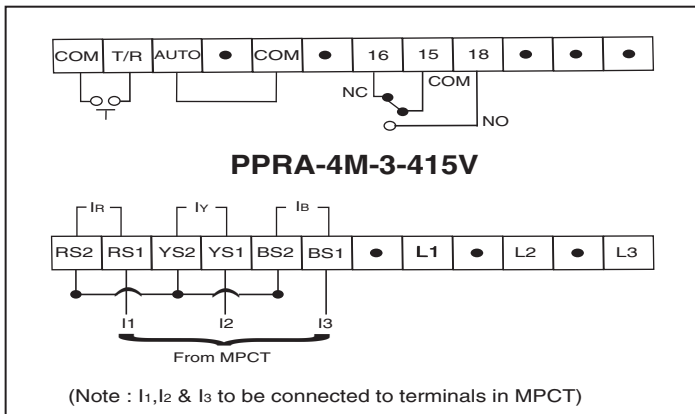 COM T/R AUTO ● COM ● 16 15 18 ● ● ●
NC COM
NO
PPRA-4M-3-415V
IR IY IB
RS2 RS1 YS2 YS1 BS2 BS1 ● L1 ● L2 ● L3
I1 I2 I3
From MPCT
(Note : I1,I2 & I3 to be connected to terminals in MPCT)